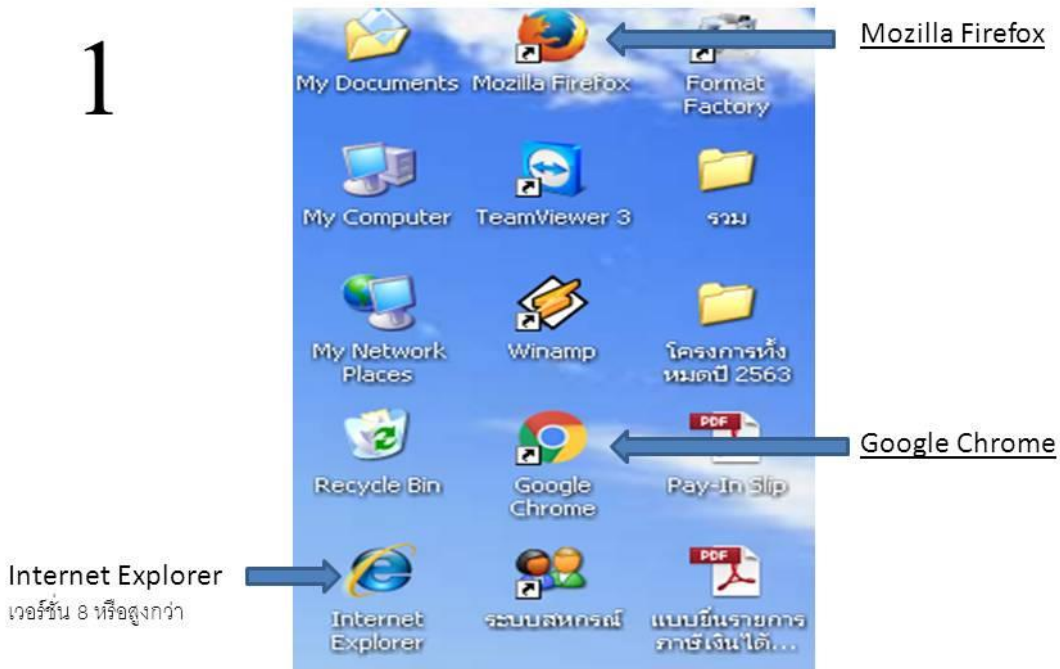 1
Mozilla Firefox
My Documents
Mozilla Firefox
Format
Factory
My Computer
TeamViewer 3
รวม
My Network
Places
Winamp
โครงการทั้ง
หมดปี 2563
Google Chrome
Recycle Bin
Google
Chrome
PDF
Pay-In Slip
Internet Explorer
เวอร์ชั่น 8 หรือสูงกว่า
Internet
Explorer
ระบบสหกรณ์
PDF
แบบยื่นรายการ
ภาษีเงินได้...